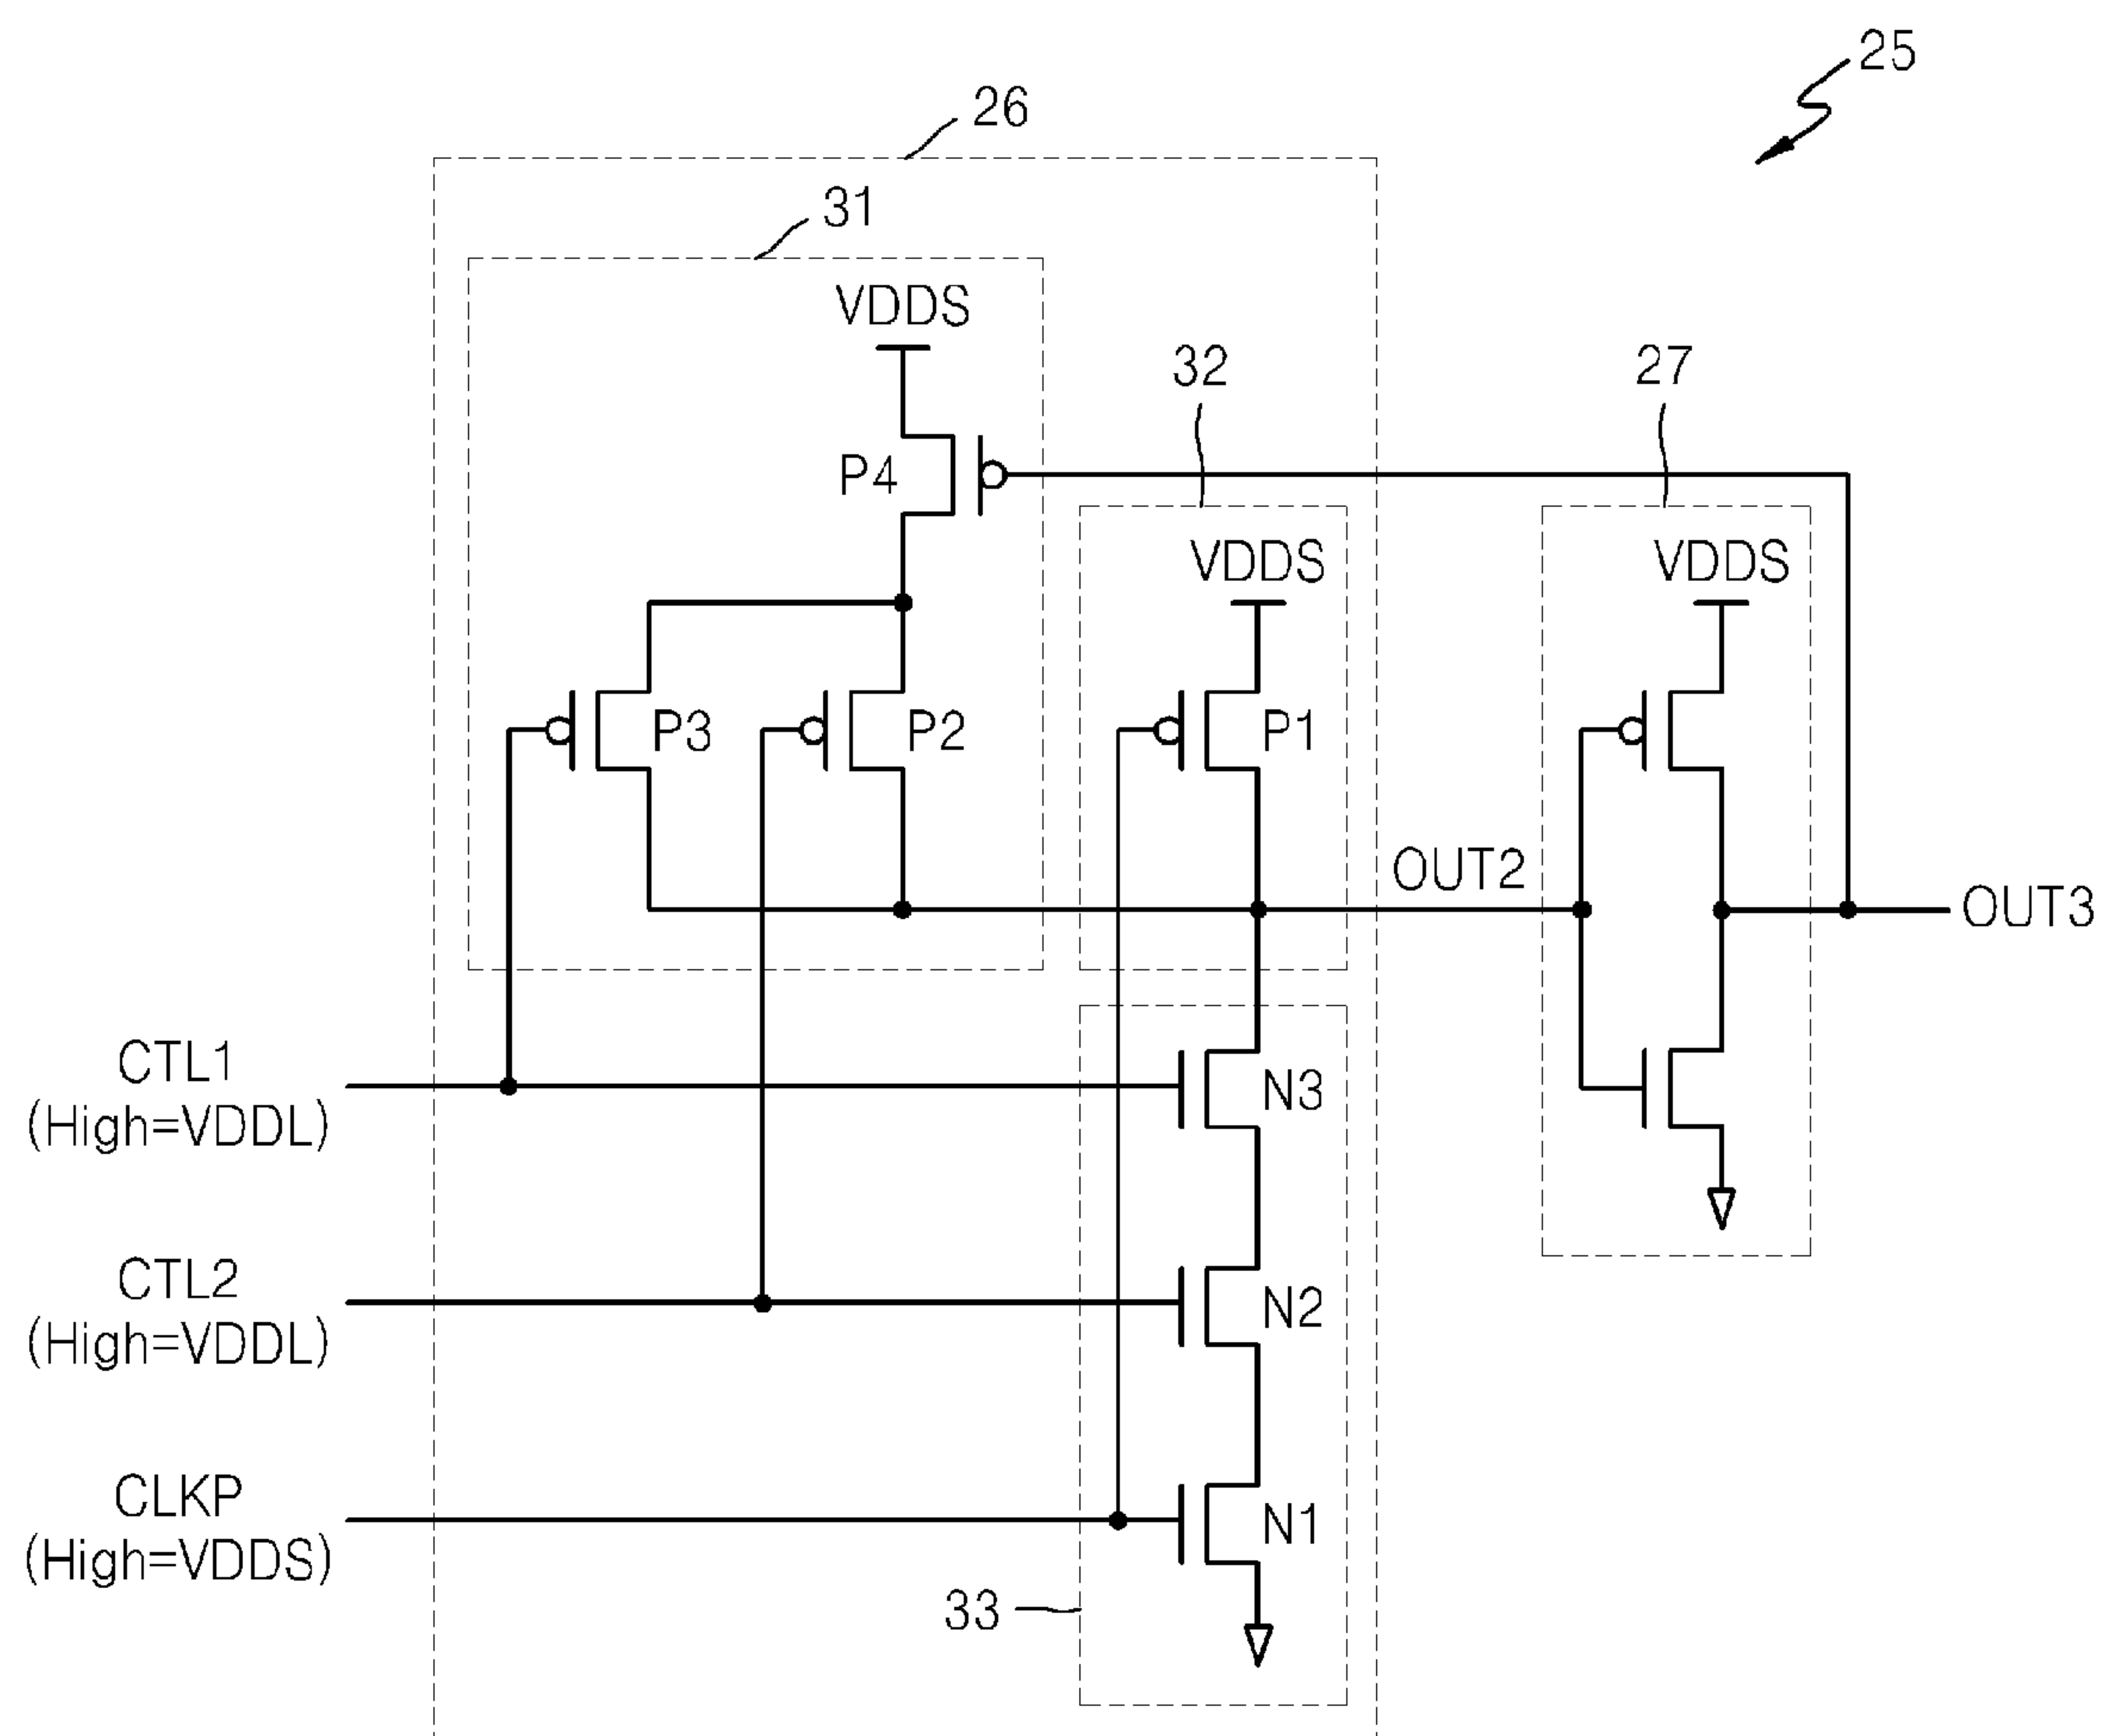 25
26
31
VDDS
32
27
P4
VDDS
VDDS
P3
P2
P1
OUT2
OUT3
CTL1
(High=VDDL)
N3
CTL2
(High=VDDL)
N2
CLKP
(High=VDDS)
N1
33